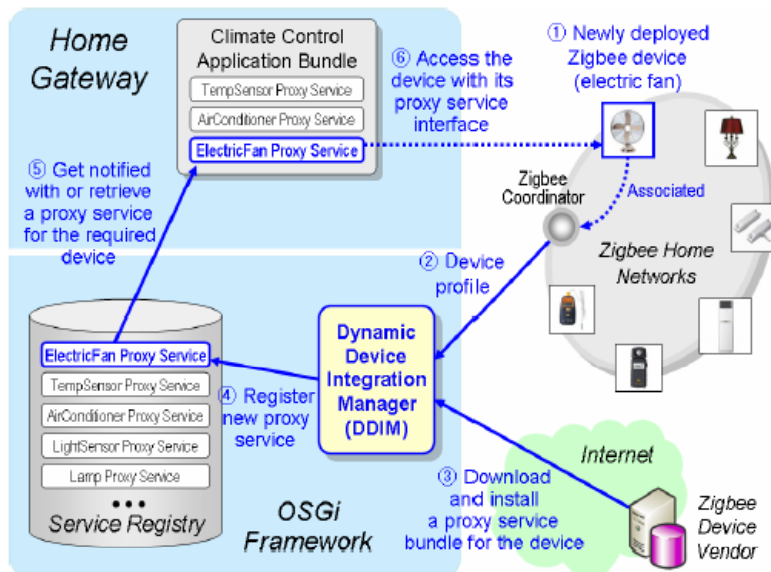 Home
Gateway
Climate Control
Application Bundle
TempSensor Proxy Service
AirConditioner Proxy Service
ElectricFan Proxy Service
⑥ Access the
device with its
proxy service
interface
① Newly deployed
Zigbee device
(electric fan)
Zigbee
Coordinator
Associated
Zigbee Home
Networks
⑤ Get notified
with or retrieve
a proxy service
for the required
device
② Device
profile
ElectricFan Proxy Service
TempSensor Proxy Service
AirConditioner Proxy Service
LightSensor Proxy Service
Lamp Proxy Service
•••
Service Registry
④ Register
new proxy
service
Dynamic
Device
Integration
Manager
(DDIM)
OSGi
Framework
③ Download
and install
a proxy service
bundle for the device
Internet
Zigbee
Device
Vendor